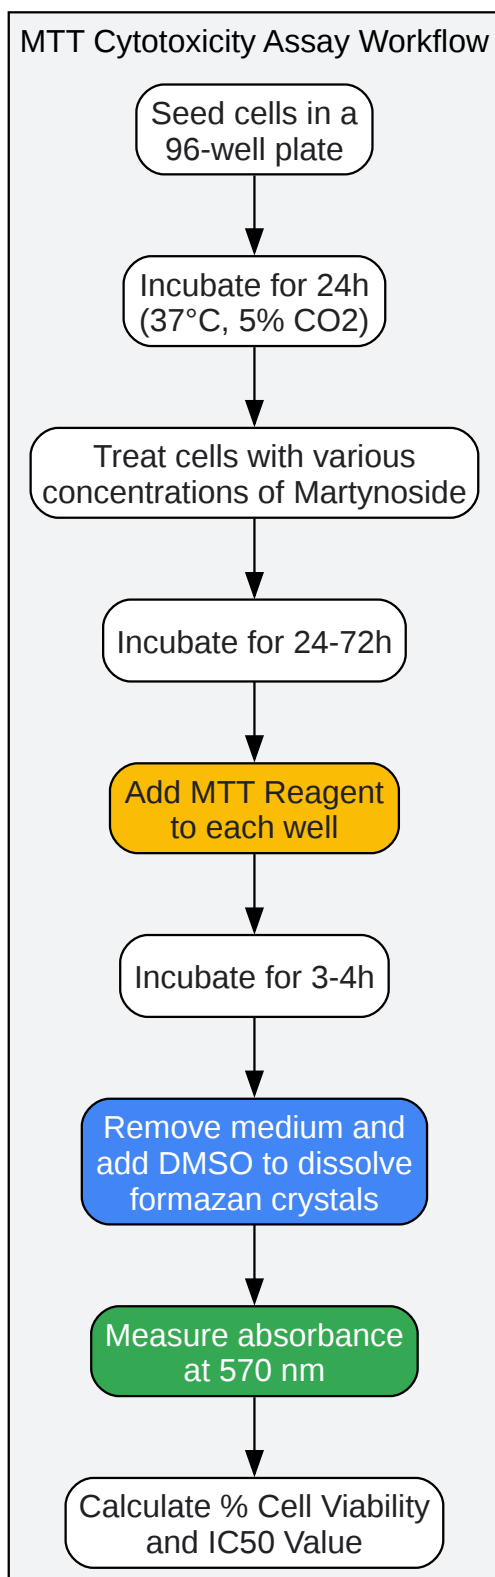 MTT Cytotoxicity Assay Workflow
Seed cells in a
96-well plate
Incubate for 24h
(37°C, 5% CO2)
Treat cells with various
concentrations of Martynoside
Incubate for 24-72h
Add MTT Reagent
to each well
Incubate for 3-4h
Remove medium and
add DMSO to dissolve
formazan crystals
Measure absorbance
at 570 nm
Calculate % Cell Viability
and IC50 Value